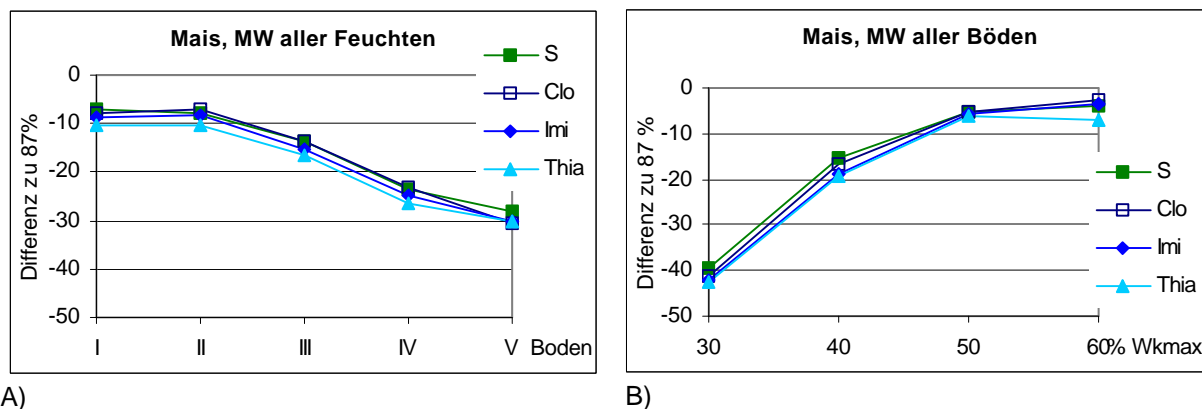 Mais, MW aller Feuchten
S
Clo
Imi
Thia
Differenz zu 87%
0
-10
-20
-30
-40
-50
I II III IV V Boden
A)
Mais, MW aller Böden
S
Clo
Imi
Thia
Differenz zu 87 %
0
-10
-20
-30
-40
-50
30 40 50 60% Wkmax
B)